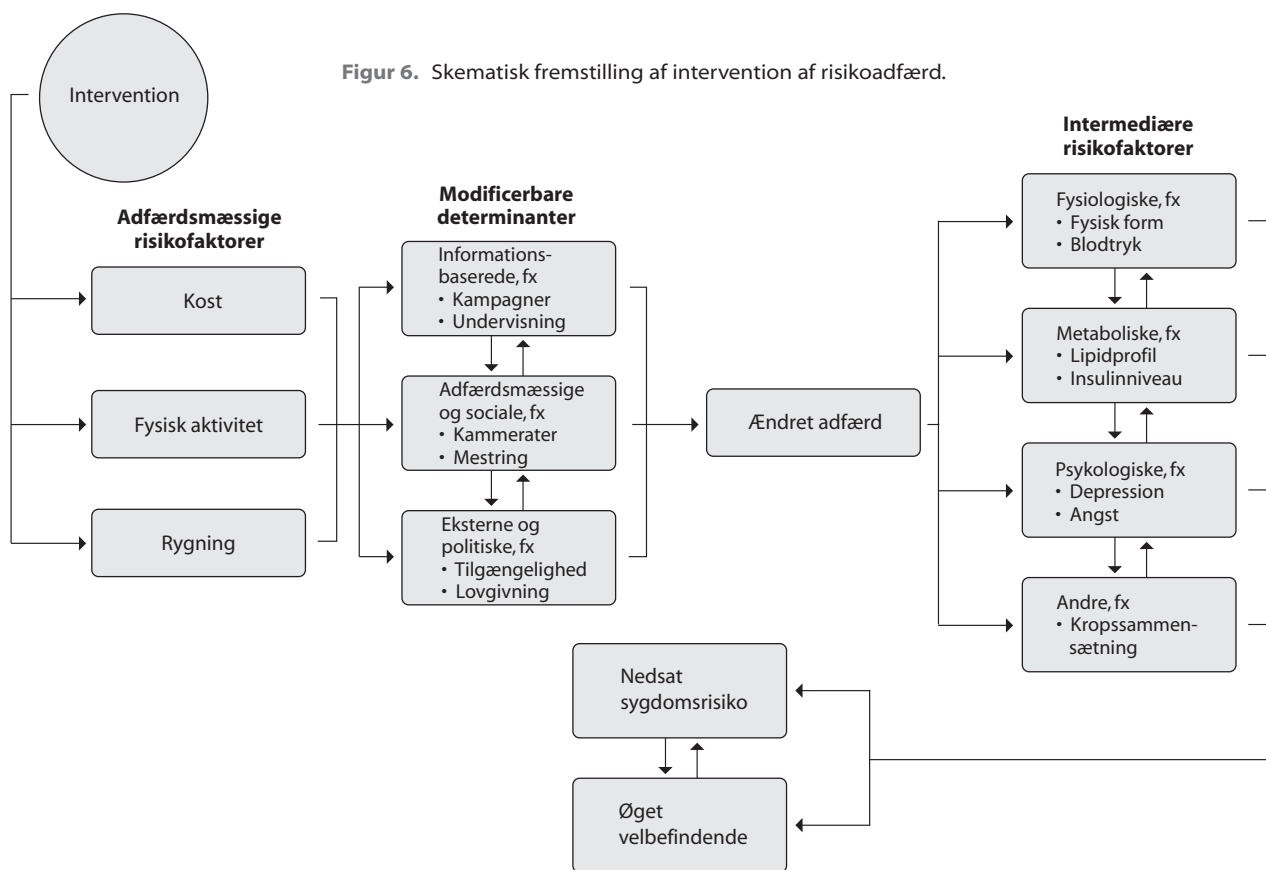 Intervention
Figur 6. Skematisk fremstilling af intervention af risikoadfærd.
Adfærdsmæssige
risikofaktorer
Kost
Fysisk aktivitet
Rygning
Modificerbare
determinanter
Informations-
baserede, fx
• Kampagner
• Undervisning
Adfærdsmæssige
og sociale, fx
• Kammerater
• Mestring
Eksterne og
politiske, fx
• Tilgængelighed
• Lovgivning
Ændret adfærd
Intermediære
risikofaktorer
Fysiologiske, fx
• Fysisk form
• Blodtryk
Metaboliske, fx
• Lipidprofil
• Insulinniveau
Psykologiske, fx
• Depression
• Angst
Andre, fx
• Kropssammen-
sætning
Nedsat
sygdomsrisiko
Øget
velbefindende